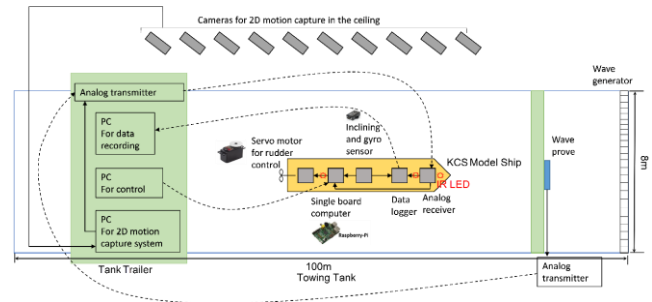 Cameras for 2D motion capture in the ceiling
Wave
generator
Analog transmitter
PC
For data
recording
PC
For control
PC
For 2D motion
capture system
Tank Trailer
Servo motor
for rudder
control
Inclining
and gyro
sensor
KCS Model Ship
IR LED
Single board
computer
Raspberry-Pi
Data
logger
Analog
receiver
Wave
prove
8m
100m
Towing Tank
Analog
transmitter